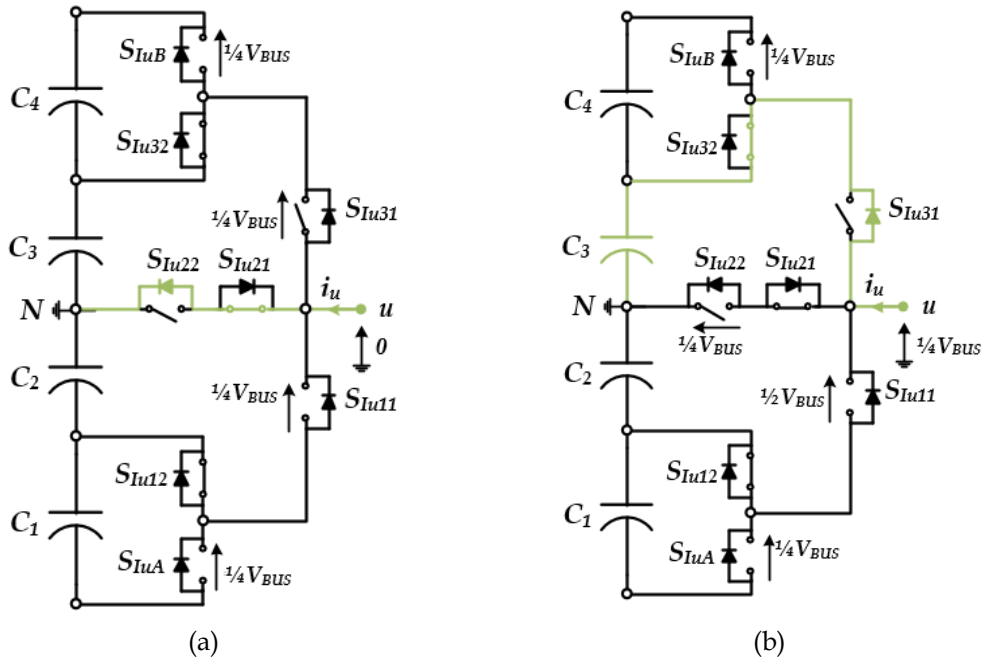 S_IuB
¼V_BUS
C_4
S_Iu32
S_Iu31
¼V_BUS
C_3
S_Iu22
S_Iu21
i_u
N
u
0
C_2
¼V_BUS
S_Iu11
S_Iu12
C_1
S_IuA
¼V_BUS
(a)
S_IuB
¼V_BUS
C_4
S_Iu32
S_Iu31
C_3
S_Iu22
S_Iu21
i_u
N
u
¼V_BUS
¼V_BUS
C_2
½V_BUS
S_Iu11
S_Iu12
C_1
S_IuA
¼V_BUS
(b)